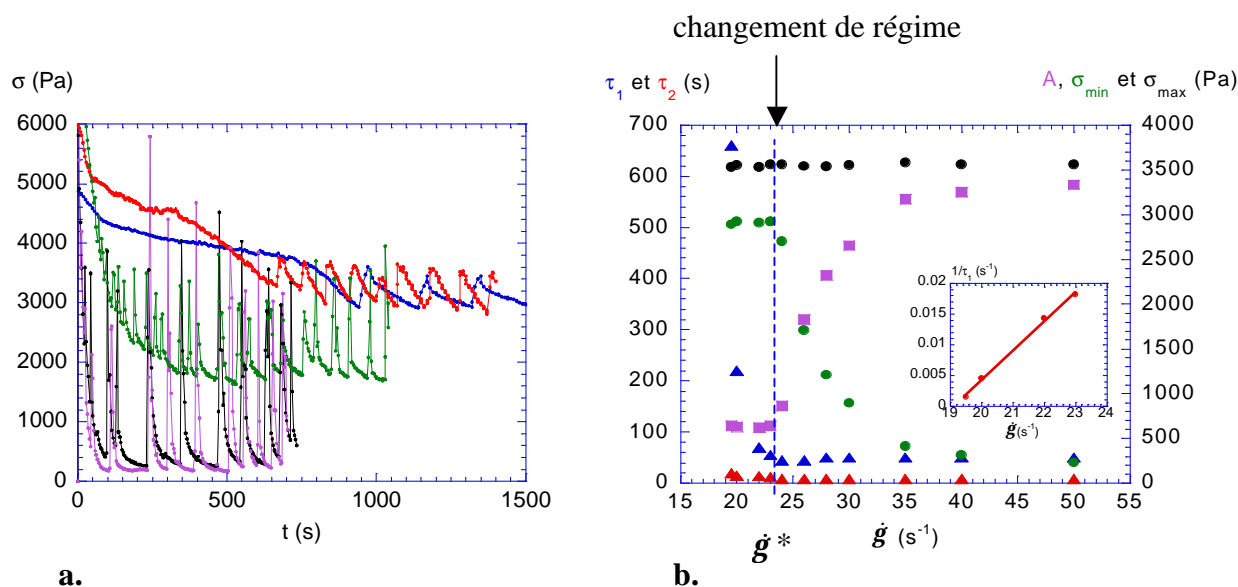 changement de régime
σ (Pa)
6000
5000
4000
3000
2000
1000
0
0 500 1000 1500
t (s)
a.
τ1 et τ2 (s)
A, σmin et σmax (Pa)
700
600
500
400
300
200
100
0
4000
3500
3000
2500
2000
1500
1000
500
0
1/τ1 (s-1)
0.02
0.015
0.01
0.005
0
19 20 21 22 23 24
ġ(s-1)
15 20 25 30 35 40 45 50 55
ġ * ġ (s-1)
b.